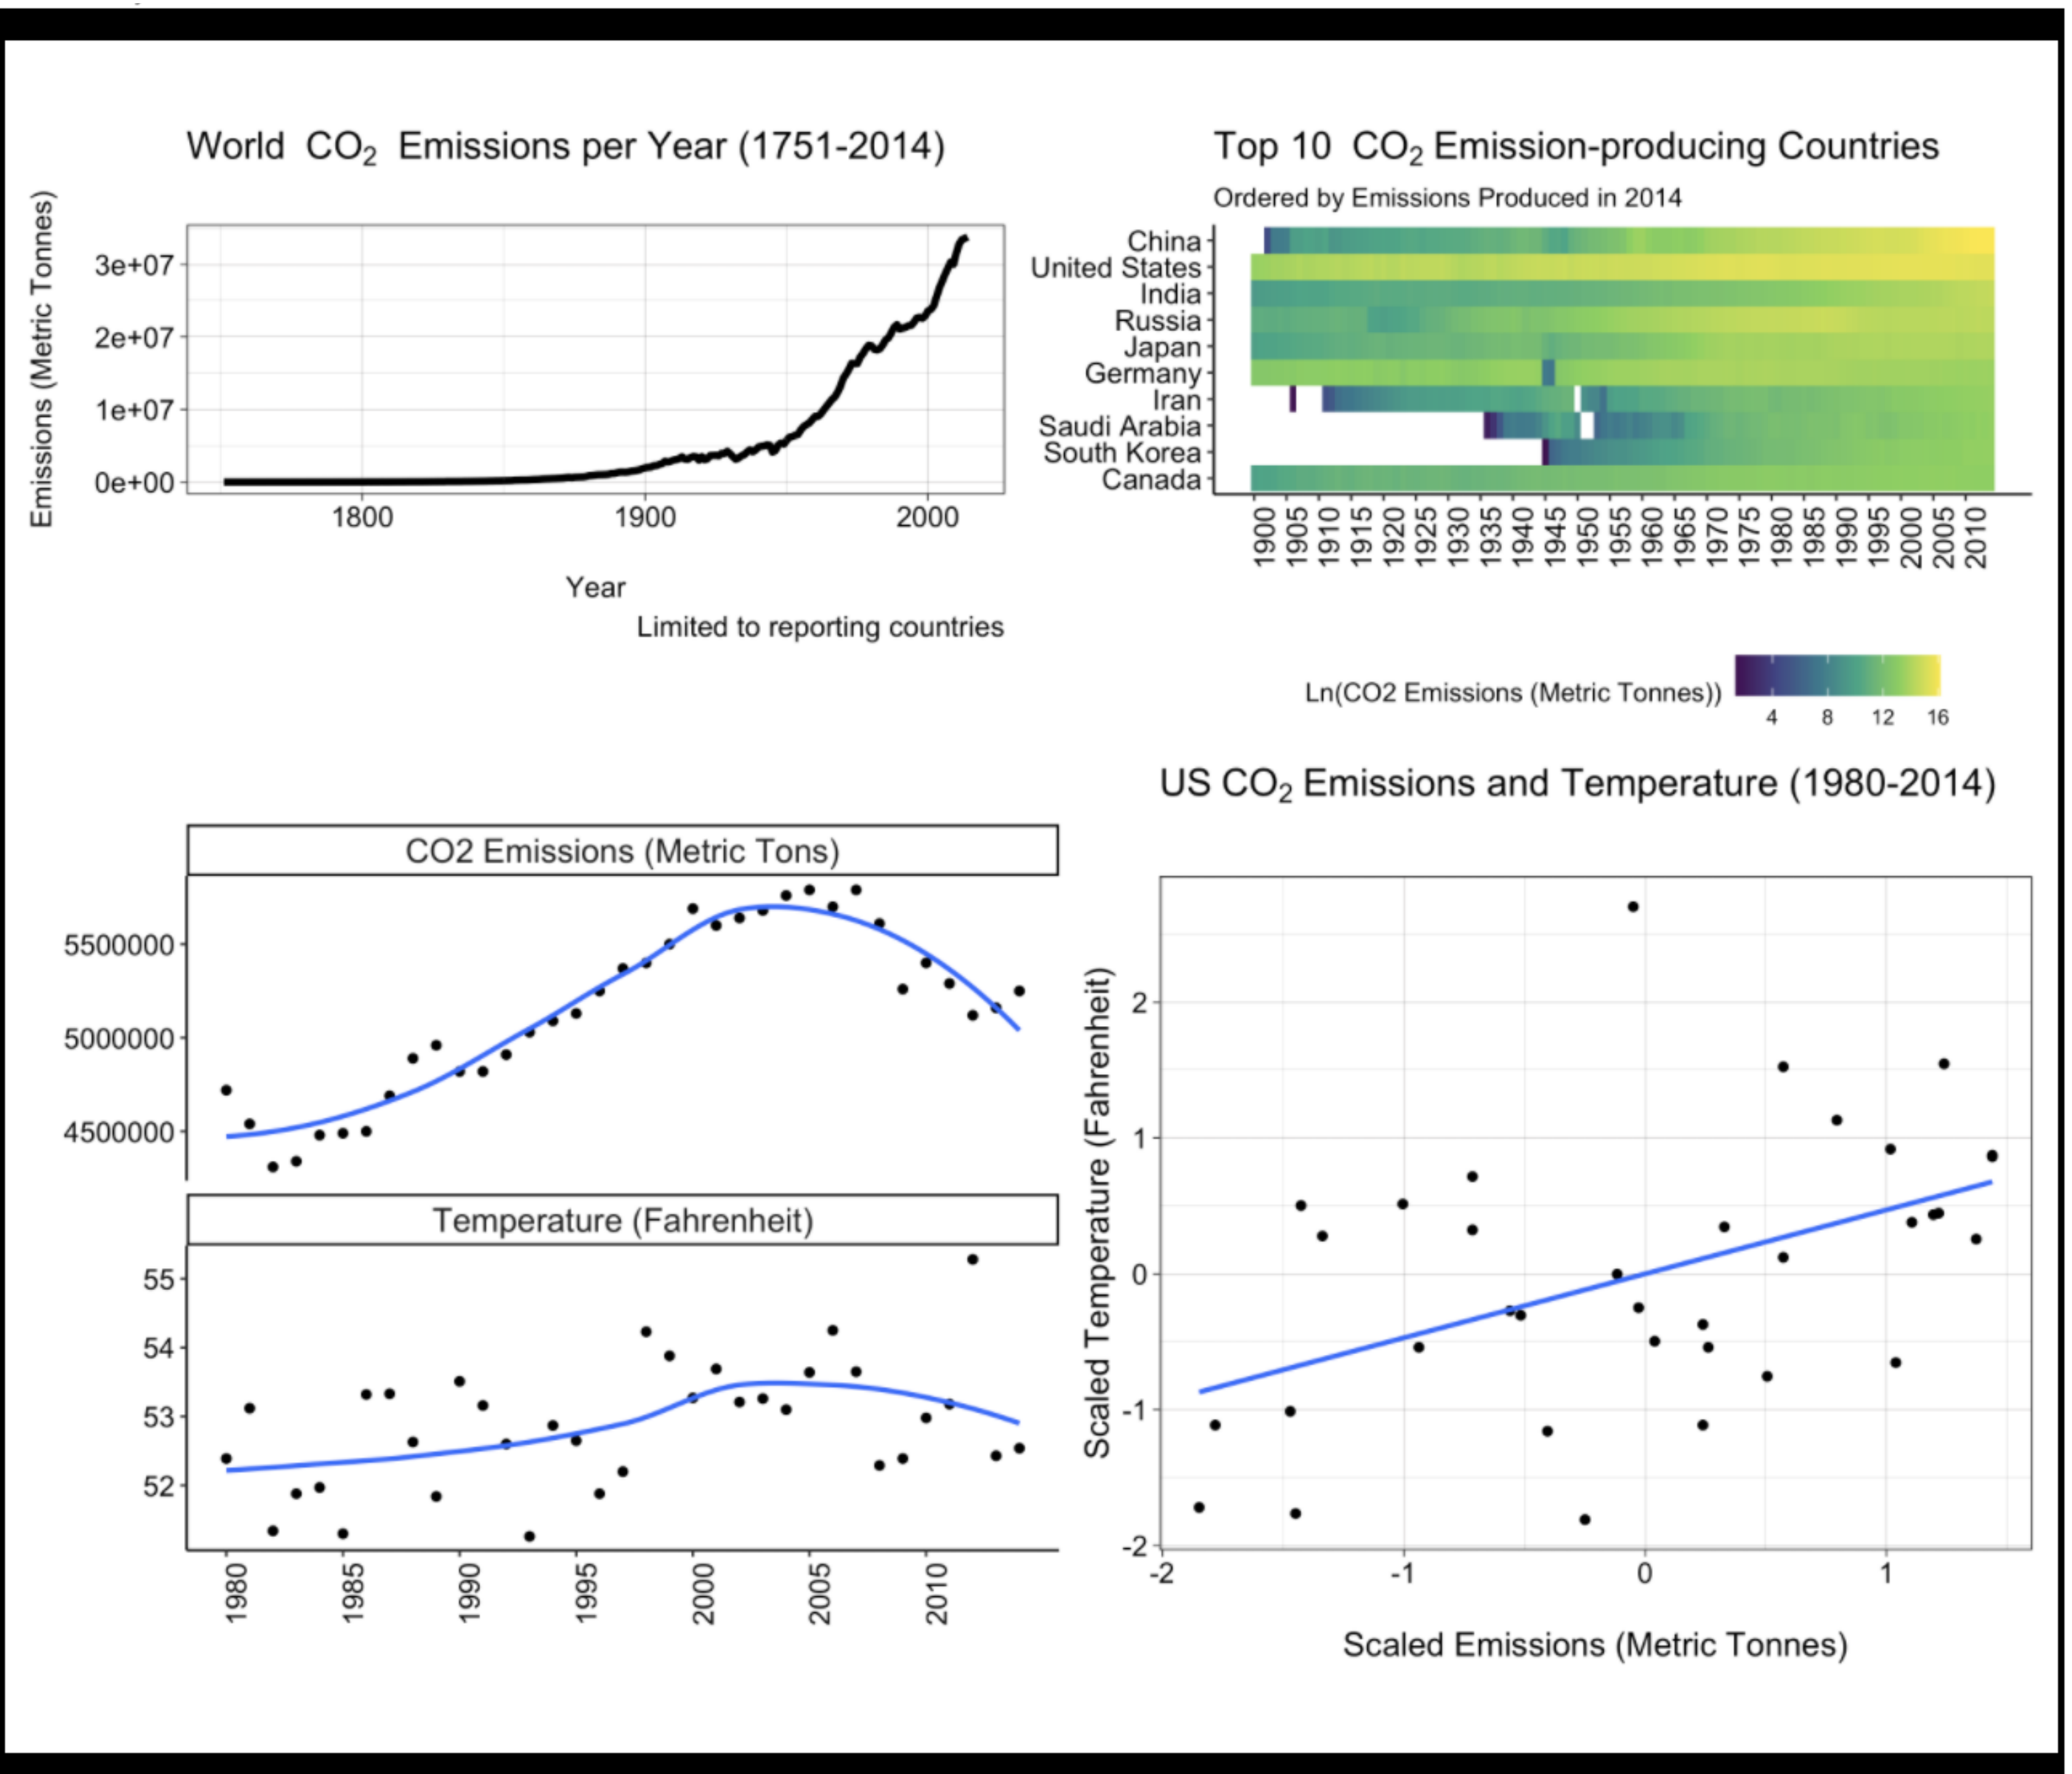 World CO₂ Emissions per Year (1751-2014)
Emissions (Metric Tonnes)
3e+07
2e+07
1e+07
0e+00
1800 1900 2000
Year
Limited to reporting countries
Top 10 CO₂ Emission-producing Countries
Ordered by Emissions Produced in 2014
China
United States
India
Russia
Japan
Germany
Iran
Saudi Arabia
South Korea
Canada
1900 1905 1910 1915 1920 1925 1930 1935 1940 1945 1950 1955 1960 1965 1970 1975 1980 1985 1990 1995 2000 2005 2010
Ln(CO2 Emissions (Metric Tonnes))
4 8 12 16
CO2 Emissions (Metric Tons)
5500000
5000000
4500000
Temperature (Fahrenheit)
55
54
53
52
1980 1985 1990 1995 2000 2005 2010
US CO₂ Emissions and Temperature (1980-2014)
Scaled Temperature (Fahrenheit)
2
1
0
-1
-2
-2 -1 0 1
Scaled Emissions (Metric Tonnes)